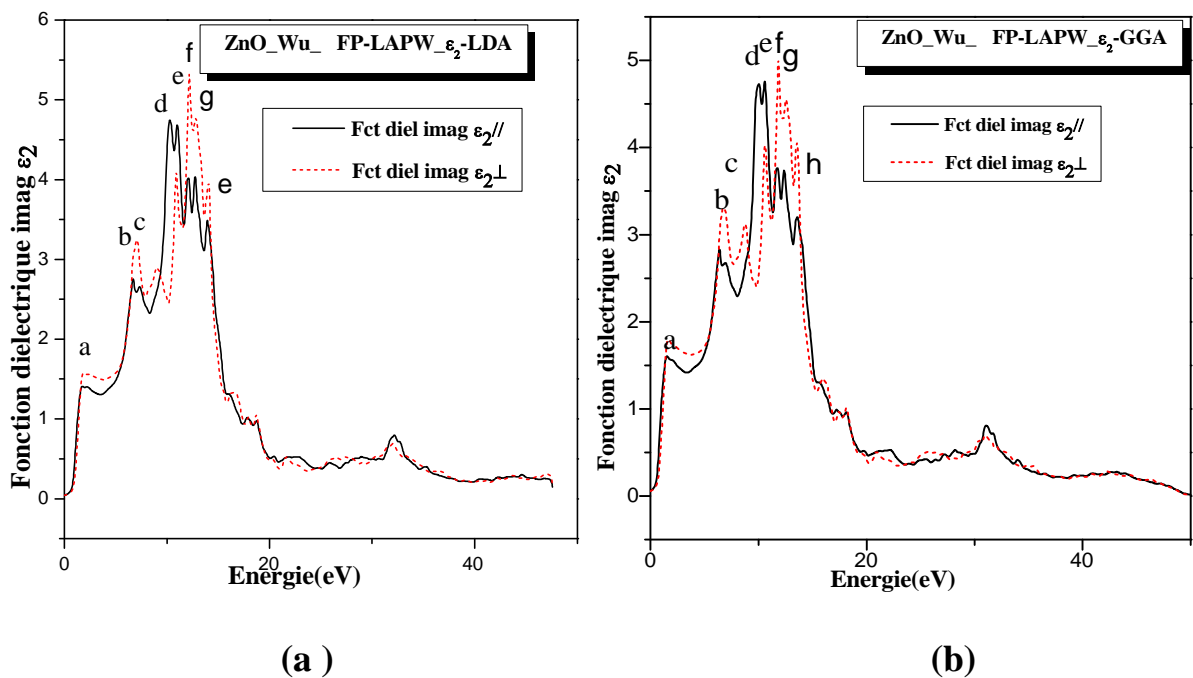 ZnO_Wu_ FP-LAPW_ε₂-LDA
Fct diel imag ε₂//
Fct diel imag ε₂⊥
Fonction dielectrique imag ε₂
6
5
4
3
2
1
0
a
b
c
d
e
f
g
e
0
20
40
Energie(eV)
(a )
ZnO_Wu_ FP-LAPW_ε₂-GGA
Fct diel imag ε₂//
Fct diel imag ε₂⊥
Fonction dielectrique imag ε₂
5
4
3
2
1
0
a
b
c
d
e
f
g
h
0
20
40
Energie(eV)
(b)